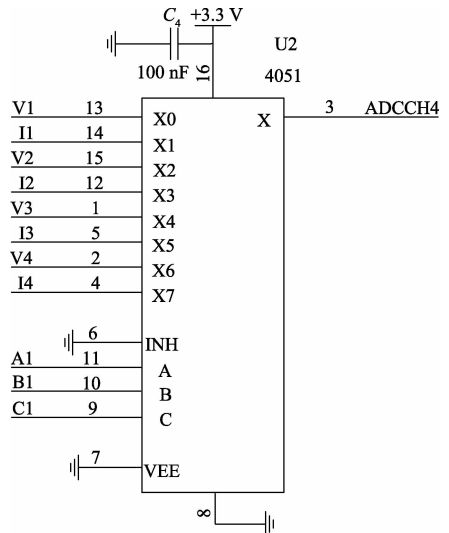 C4 +3.3 V
100 nF 16
U2
4051
V1 13 X0 X 3 ADCCH4
I1 14 X1
V2 15 X2
I2 12 X3
V3 1 X4
I3 5 X5
V4 2 X6
I4 4 X7
6 INH
A1 11 A
B1 10 B
C1 9 C
7 VEE
8